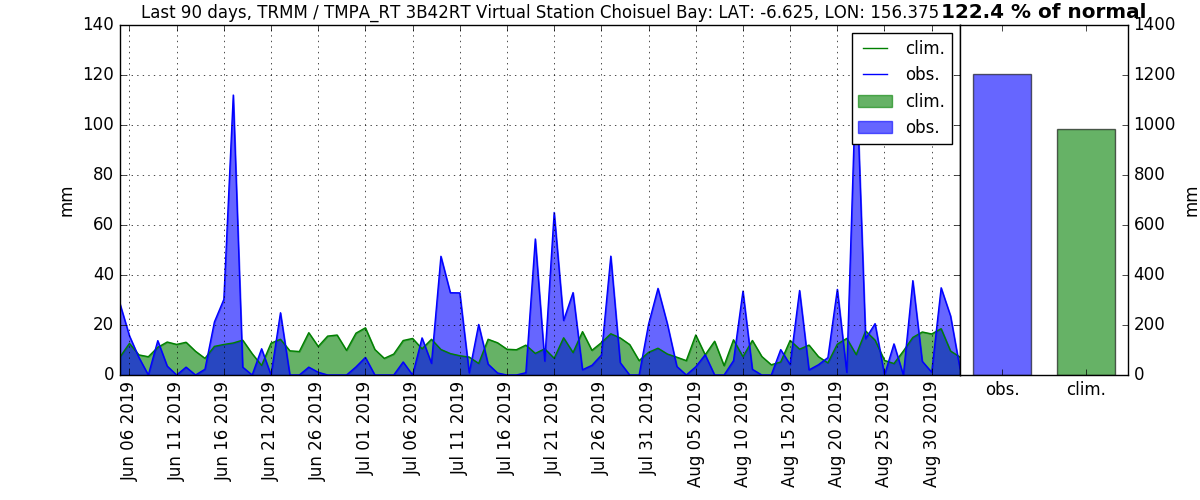 Last 90 days, TRMM / TMPA_RT 3B42RT Virtual Station Choisuel Bay: LAT: -6.625, LON: 156.375 122.4 % of normal
140
120
100
80
60
40
20
0
mm
clim.
obs.
clim.
obs.
1400
1200
1000
800
600
400
200
0
mm
Jun 06 2019
Jun 11 2019
Jun 16 2019
Jun 21 2019
Jun 26 2019
Jul 01 2019
Jul 06 2019
Jul 11 2019
Jul 16 2019
Jul 21 2019
Jul 26 2019
Jul 31 2019
Aug 05 2019
Aug 10 2019
Aug 15 2019
Aug 20 2019
Aug 25 2019
Aug 30 2019
obs.
clim.